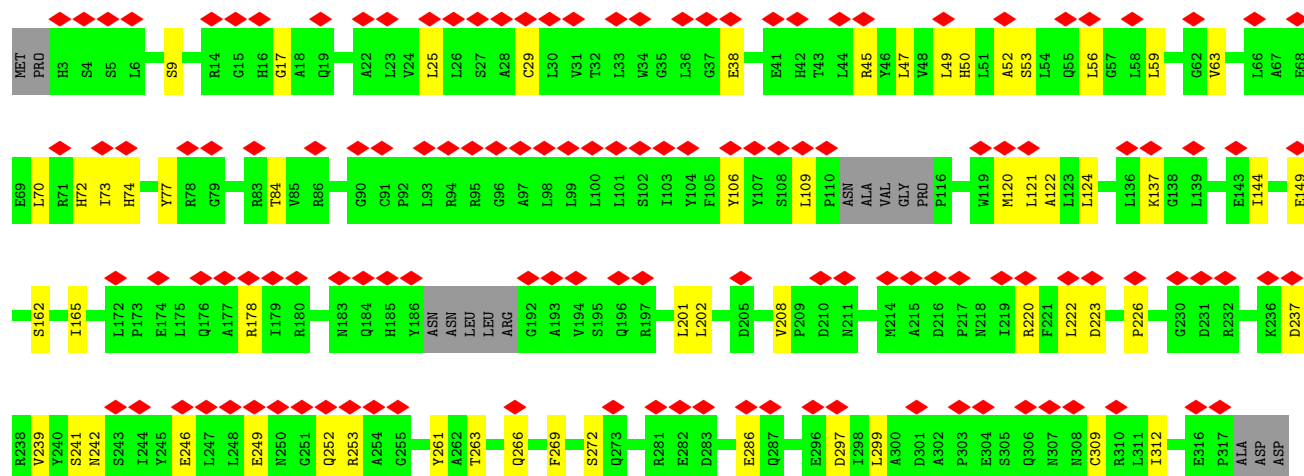 MET PRO H3 S4 S5 L6 S9 R14 G15 H16 G17 A18 Q19 A22 L23 V24 L25 L26 S27 A28 C29 L30 V31 T32 L33 W34 G35 L36 G37 E38 E41 H42 T43 L44 R45 Y46 L47 V48 L49 H50 L51 A52 S53 L54 Q55 L56 G57 L58 L59 G62 V63 L66 A67 E68
E69 L70 R71 H72 I73 H74 Y77 R78 G79 R83 T84 V85 R86 G90 C91 P92 L93 R94 R95 G96 A97 L98 L99 L100 L101 S102 I103 Y104 F105 Y106 Y107 S108 L109 P110 ASN ALA VAL GLY PRO P116 W119 M120 L121 A122 L123 L124 L136 K137 G138 L139 E143 I144 E149
S162 I165 L172 P173 E174 L175 Q176 A177 R178 I179 R180 N183 Q184 H185 Y186 ASN ASN LEU LEU ARG G192 A193 V194 S195 Q196 R197 L201 L202 D205 V208 P209 D210 N211 M214 A215 D216 P217 N218 I219 R220 F221 L222 D223 P226 G230 D231 R232 K236 D237
R238 V239 Y240 S241 N242 S243 I244 Y245 E246 L247 L248 E249 N250 G251 Q252 R253 A254 G255 Y261 A262 T263 Q266 F269 S272 Q273 R281 E282 D283 E286 Q287 E296 D297 I298 L299 A300 D301 A302 P303 E304 S305 Q306 N307 N308 C309 R310 L311 I312 E316 P317 ALA ASP ASP